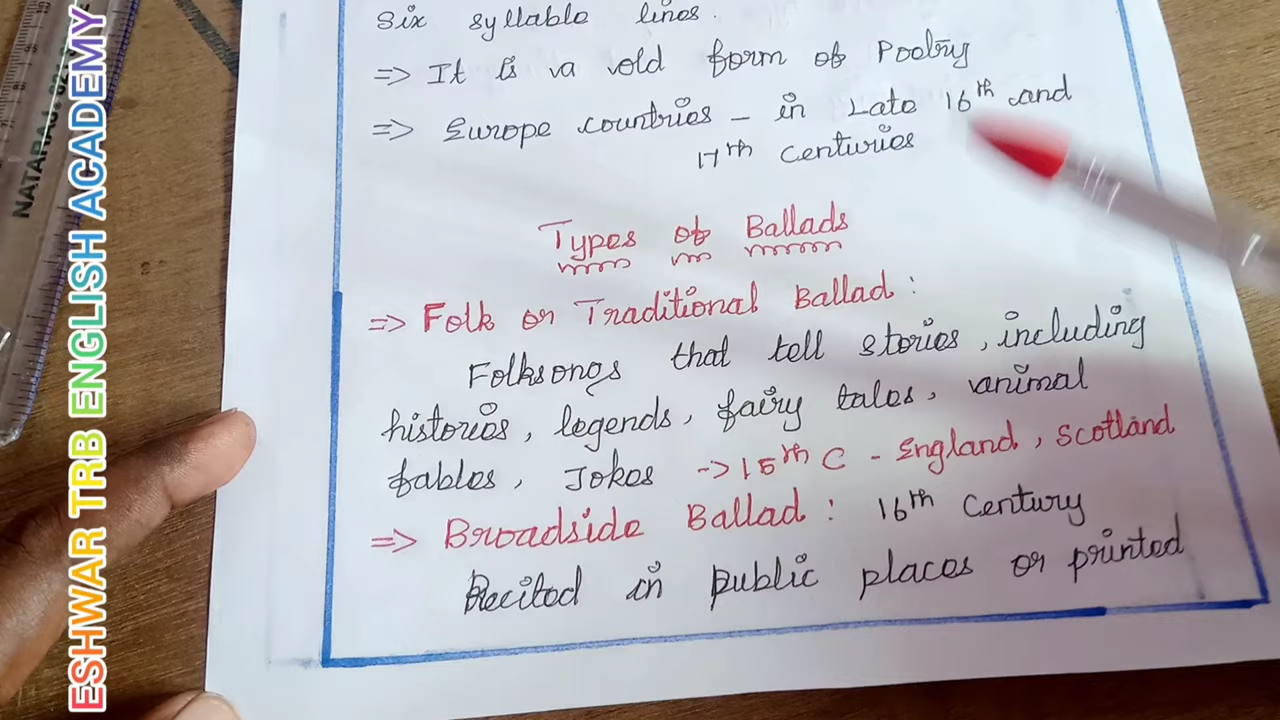 six syllable lines.
=> It is a old form of Poetry
=> Europe countries - in Late 16th and
17th centuries
Types of Ballads
=> Folk or Traditional Ballad :
Folksongs that tell stories, including
histories, legends, fairy tales, animal
fables, Jokes -> 15th C - England, Scotland
=> Broadside Ballad : 16th Century
Recited in public places or printed
ESHWAR TRB ENGLISH ACADEMY